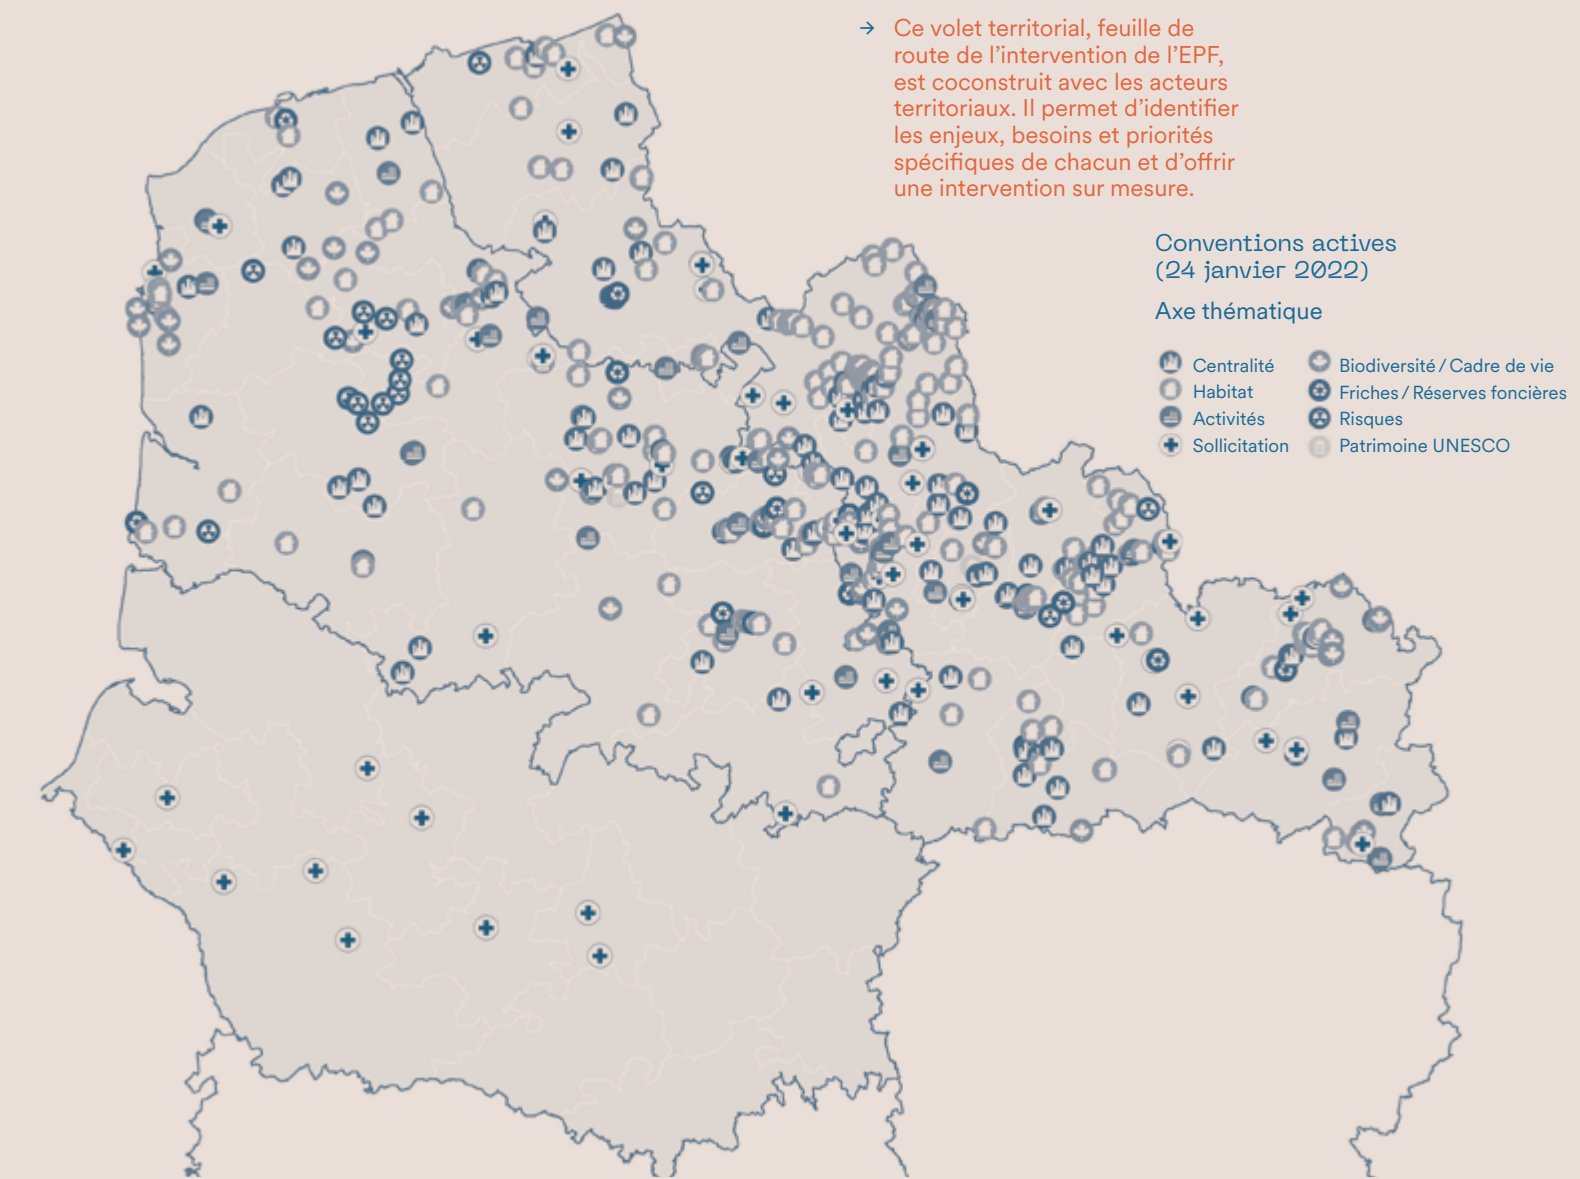 → Ce volet territorial, feuille de
route de l’intervention de l’EPF,
est coconstruit avec les acteurs
territoriaux. Il permet d’identifier
les enjeux, besoins et priorités
spécifiques de chacun et d’offrir
une intervention sur mesure.
Conventions actives
(24 janvier 2022)
Axe thématique
Centralité
Habitat
Activités
Sollicitation
Biodiversité / Cadre de vie
Friches / Réserves foncières
Risques
Patrimoine UNESCO